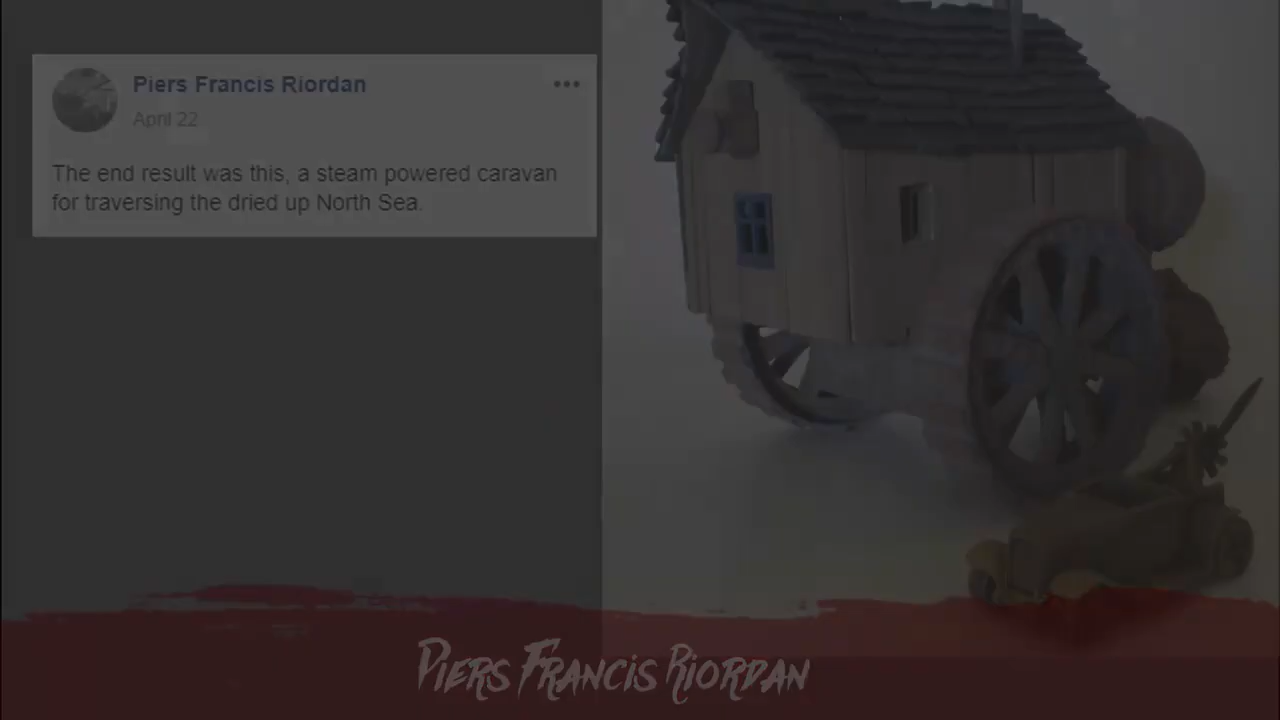 Piers Francis Riordan
April 22
The end result was this, a steam powered caravan
for traversing the dried up North Sea.
Piers Francis Riordan